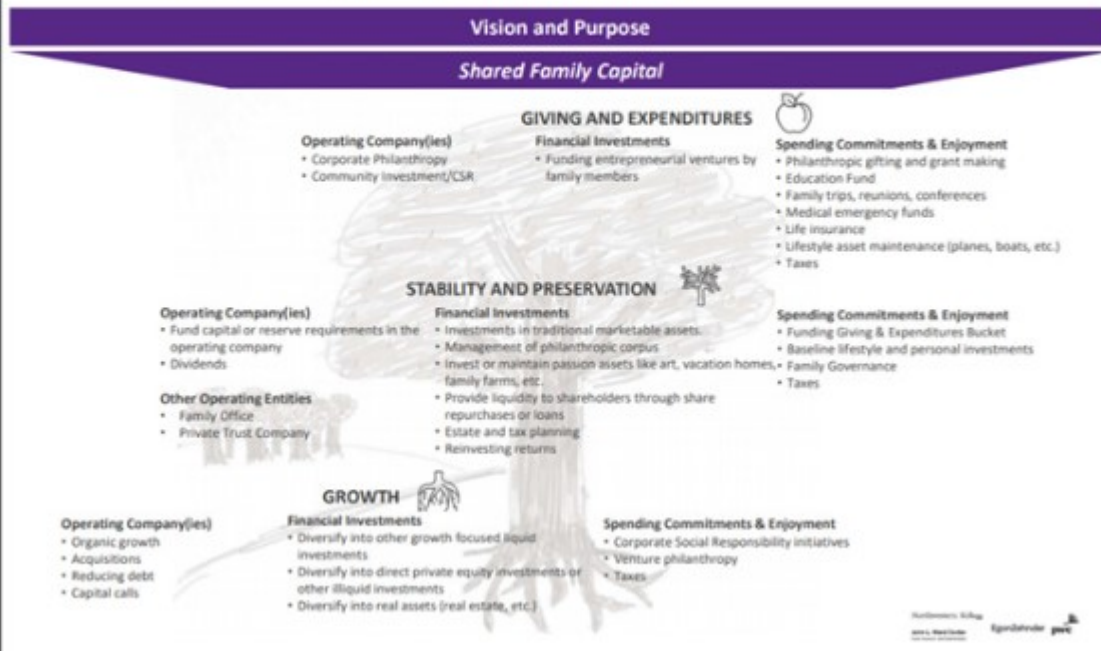 Vision and Purpose
Shared Family Capital
GIVING AND EXPENDITURES
Operating Company(ies)
• Corporate Philanthropy
• Community Investment/CSR
Financial Investments
• Funding entrepreneurial ventures by
family members
Spending Commitments & Enjoyment
• Philanthropic gifting and grant making
• Education Fund
• Family trips, reunions, conferences
• Medical emergency funds
• Life insurance
• Lifestyle asset maintenance (planes, boats, etc.)
• Taxes
STABILITY AND PRESERVATION
Operating Company(ies)
• Fund capital or reserve requirements in the
operating company
• Dividends
Other Operating Entities
• Family Office
• Private Trust Company
Financial Investments
• Investments in traditional marketable assets.
• Management of philanthropic corpus
• Invest or maintain passion assets like art, vacation homes,
family farms, etc.
• Provide liquidity to shareholders through share
repurchases or loans
• Estate and tax planning
• Reinvesting returns
Spending Commitments & Enjoyment
• Funding Giving & Expenditures Bucket
• Baseline lifestyle and personal investments
• Family Governance
• Taxes
GROWTH
Operating Company(ies)
• Organic growth
• Acquisitions
• Reducing debt
• Capital calls
Financial Investments
• Diversify into other growth focused liquid
investments
• Diversify into direct private equity investments or
other illiquid investments
• Diversify into real assets (real estate, etc.)
Spending Commitments & Enjoyment
• Corporate Social Responsibility initiatives
• Venture philanthropy
• Taxes
EgonZehnder
pwc